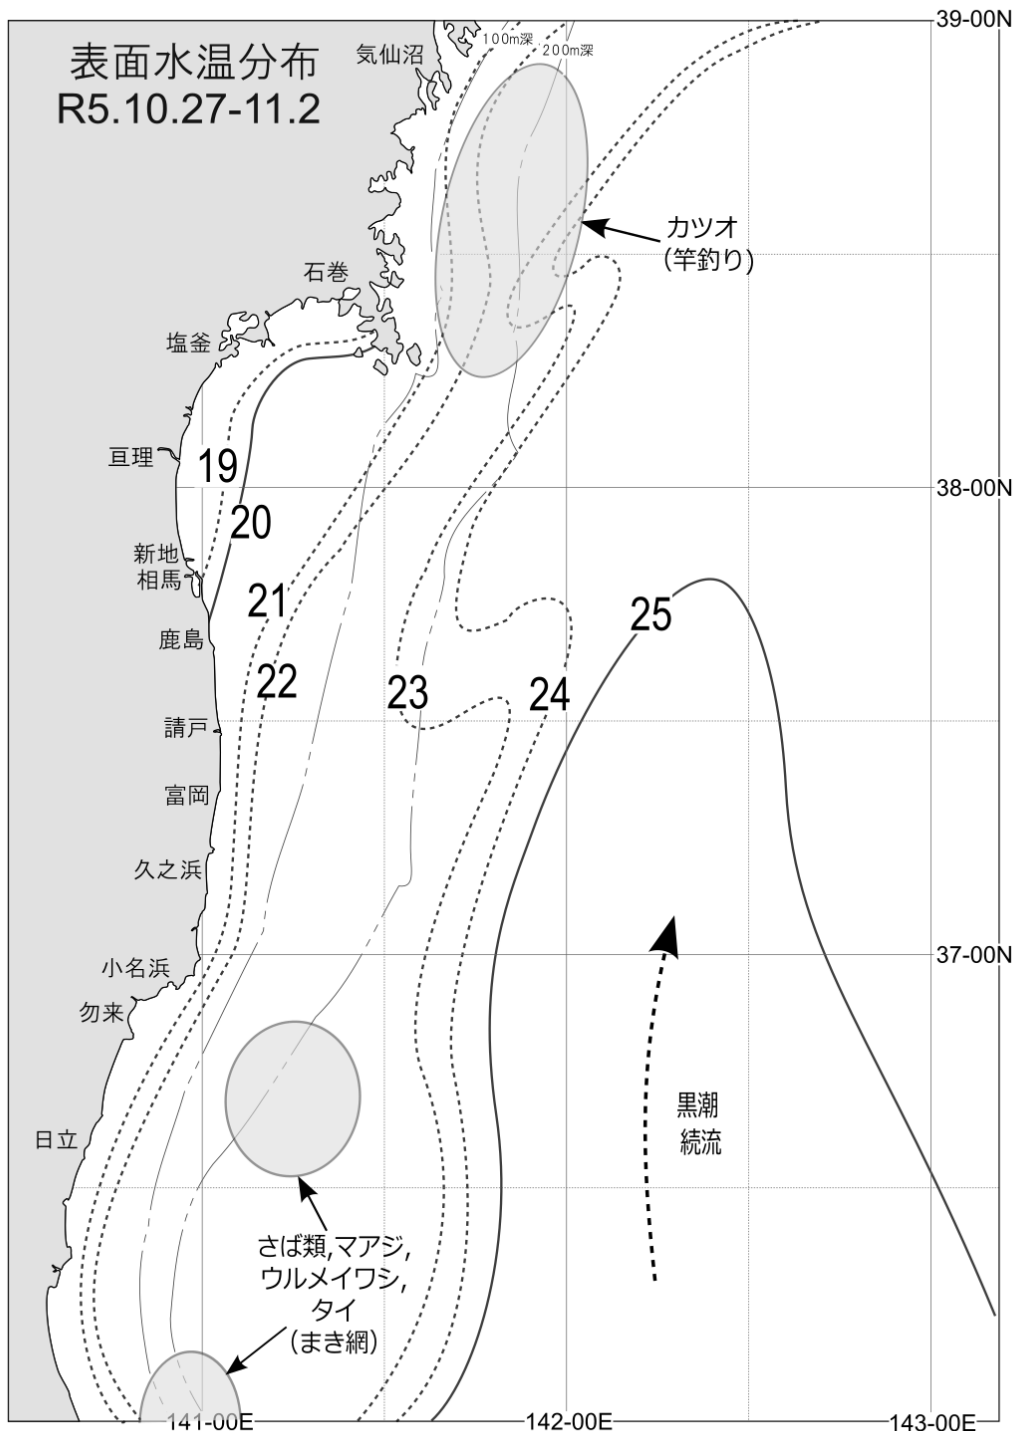 39-00N
表面水温分布
R5.10.27-11.2
気仙沼
100m深
200m深
カツオ
(竿釣り)
石巻
塩釜
亘理
19
38-00N
20
新地
相馬
21
25
鹿島
22
23
24
請戸
富岡
久之浜
37-00N
小名浜
勿来
黒潮
続流
日立
さば類,マアジ,
ウルメイワシ,
タイ
(まき網)
141-00E
142-00E
143-00E